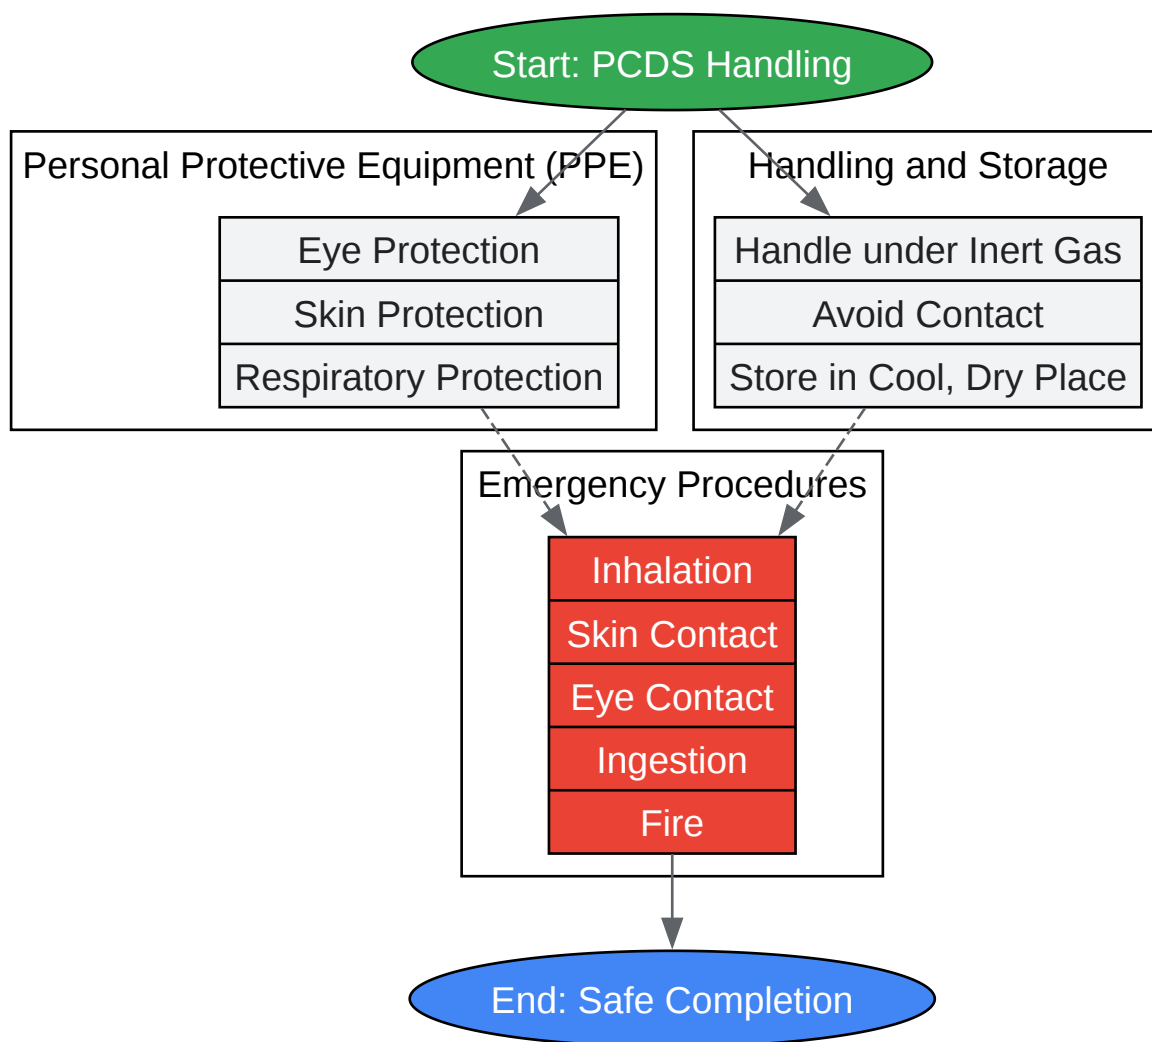 Start: PCDS Handling
Personal Protective Equipment (PPE)
Eye Protection
Skin Protection
Respiratory Protection
Handling and Storage
Handle under Inert Gas
Avoid Contact
Store in Cool, Dry Place
Emergency Procedures
Inhalation
Skin Contact
Eye Contact
Ingestion
Fire
End: Safe Completion